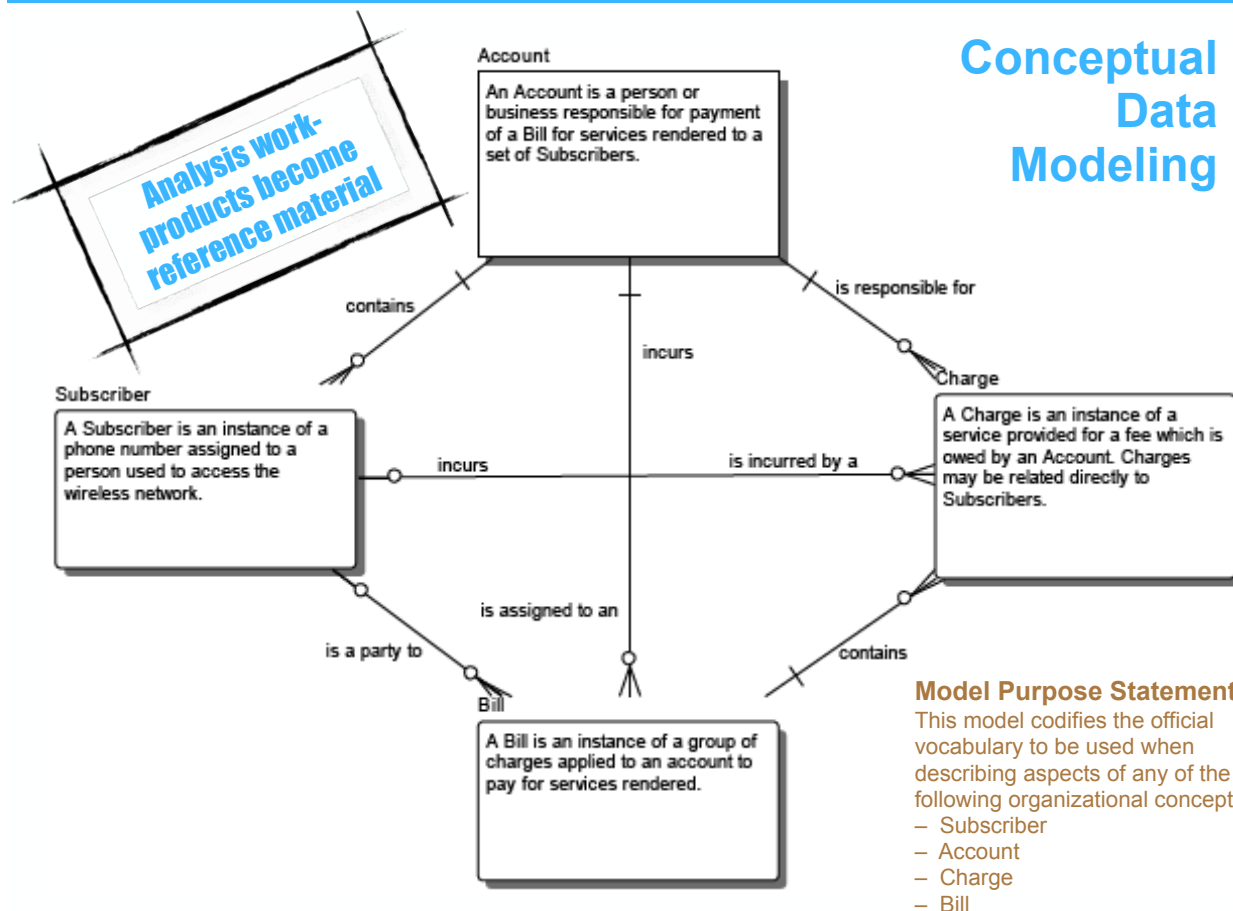 Conceptual
Data
Modeling
Analysis work-
products become
reference material
Account
An Account is a person or
business responsible for payment
of a Bill for services rendered to a
set of Subscribers.
contains
incurs
is responsible for
Subscriber
A Subscriber is an instance of a
phone number assigned to a
person used to access the
wireless network.
incurs
is incurred by a
Charge
A Charge is an instance of a
service provided for a fee which is
owed by an Account. Charges
may be related directly to
Subscribers.
is a party to
is assigned to an
contains
Bill
A Bill is an instance of a group of
charges applied to an account to
pay for services rendered.
Model Purpose Statement
This model codifies the official
vocabulary to be used when
describing aspects of any of the
following organizational concept
– Subscriber
– Account
– Charge
– Bill